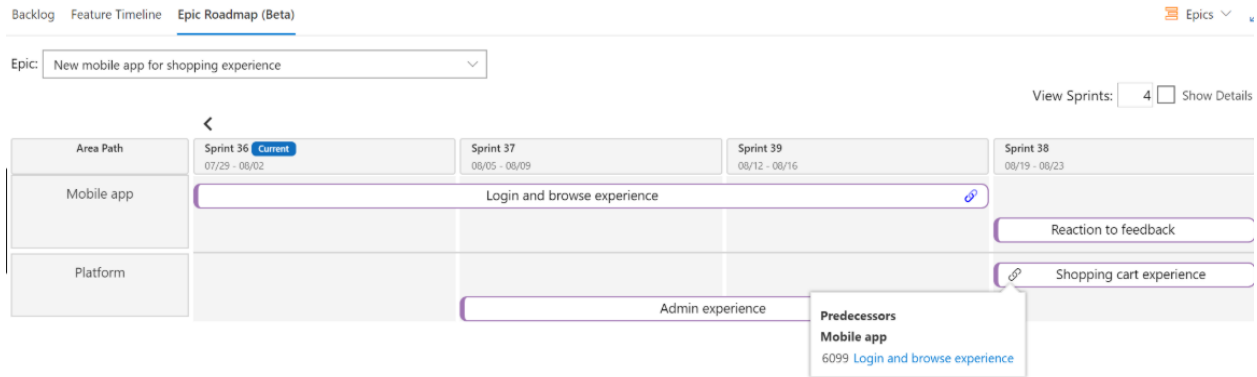 Backlog Feature Timeline Epic Roadmap (Beta) Epics
Epic: New mobile app for shopping experience
View Sprints: 4 Show Details
Area Path Sprint 36 Current Sprint 37 Sprint 39 Sprint 38
07/29 - 08/02 08/05 - 08/09 08/12 - 08/16 08/19 - 08/23
Mobile app Login and browse experience
Reaction to feedback
Platform Shopping cart experience
Admin experience
Predecessors
Mobile app
6099 Login and browse experience